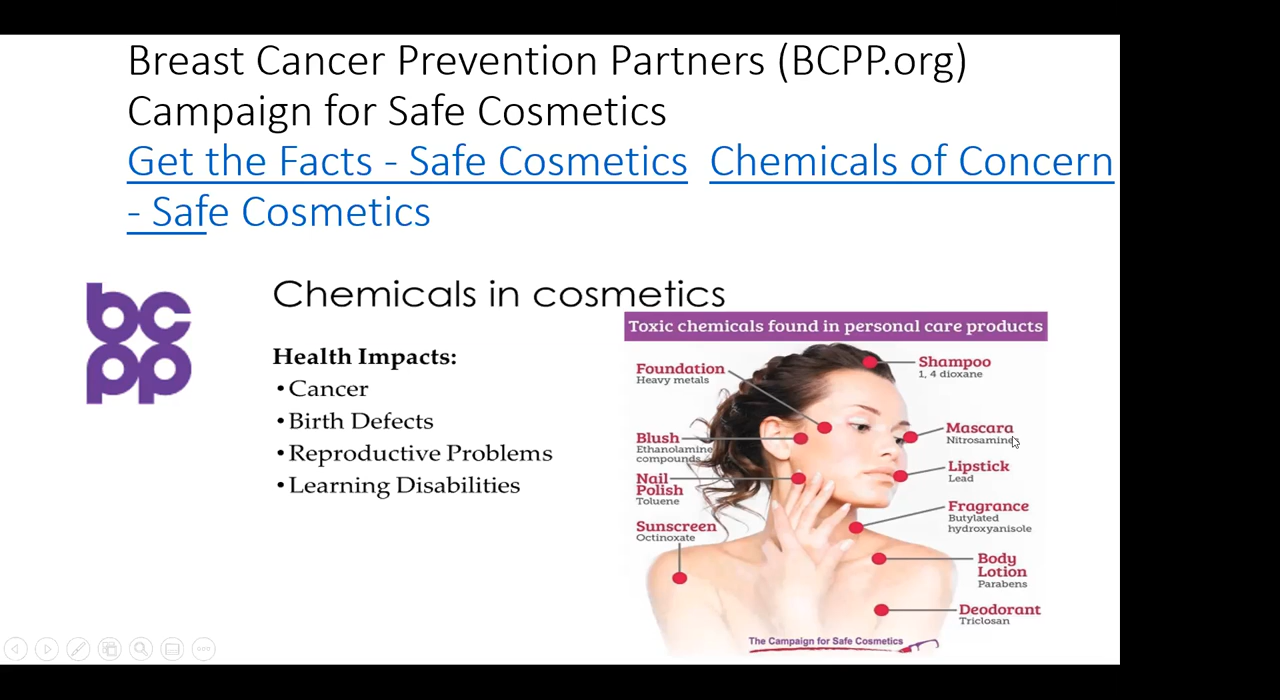 Breast Cancer Prevention Partners (BCPP.org)
Campaign for Safe Cosmetics
Get the Facts - Safe Cosmetics  Chemicals of Concern
- Safe Cosmetics
bc
pp
Chemicals in cosmetics
Health Impacts:
•Cancer
•Birth Defects
•Reproductive Problems
•Learning Disabilities
Toxic chemicals found in personal care products
Foundation
Heavy metals
Blush
Ethanolamine
compounds
Nail
Polish
Toluene
Sunscreen
Octinoxate
Shampoo
1, 4 dioxane
Mascara
Nitrosamines
Lipstick
Lead
Fragrance
Butylated
hydroxyanisole
Body
Lotion
Parabens
Deodorant
Triclosan
The Campaign for Safe Cosmetics